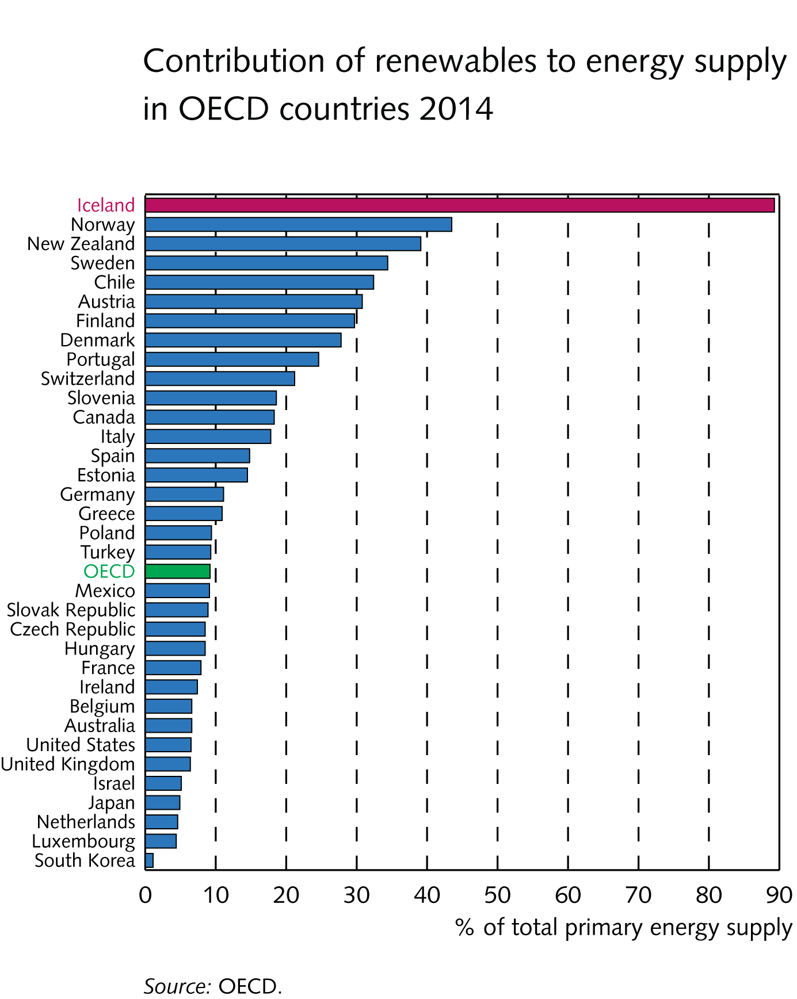 Contribution of renewables to energy supply
in OECD countries 2014
Iceland
Norway
New Zealand
Sweden
Chile
Austria
Finland
Denmark
Portugal
Switzerland
Slovenia
Canada
Italy
Spain
Estonia
Germany
Greece
Poland
Turkey
OECD
Mexico
Slovak Republic
Czech Republic
Hungary
France
Ireland
Belgium
Australia
United States
United Kingdom
Israel
Japan
Netherlands
Luxembourg
South Korea
0 10 20 30 40 50 60 70 80 90
% of total primary energy supply
Source: OECD.